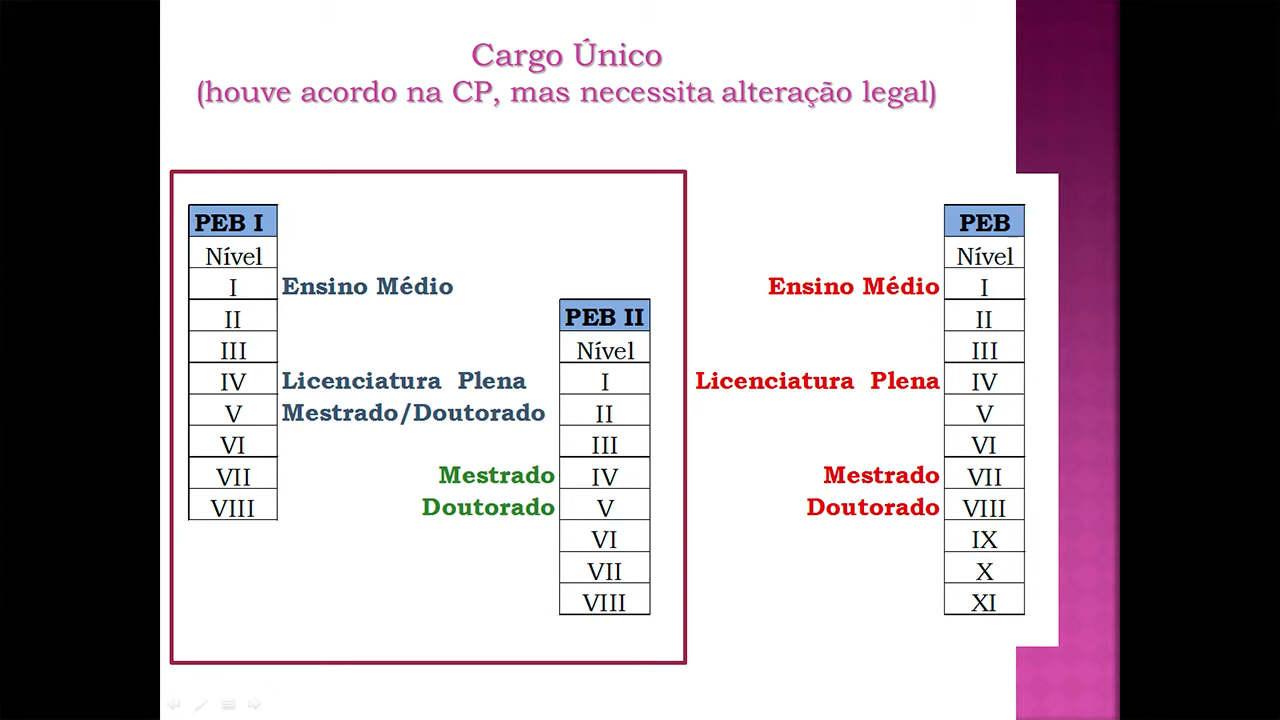 Cargo Único
(houve acordo na CP, mas necessita alteração legal)
PEB I
Nível
I Ensino Médio
II
III
IV Licenciatura Plena
V Mestrado/Doutorado
VI
VII
VIII
PEB II
Nível
I
II
III
Mestrado IV
Doutorado V
VI
VII
VIII
PEB
Nível
Ensino Médio I
II
III
Licenciatura Plena IV
V
VI
Mestrado VII
Doutorado VIII
IX
X
XI